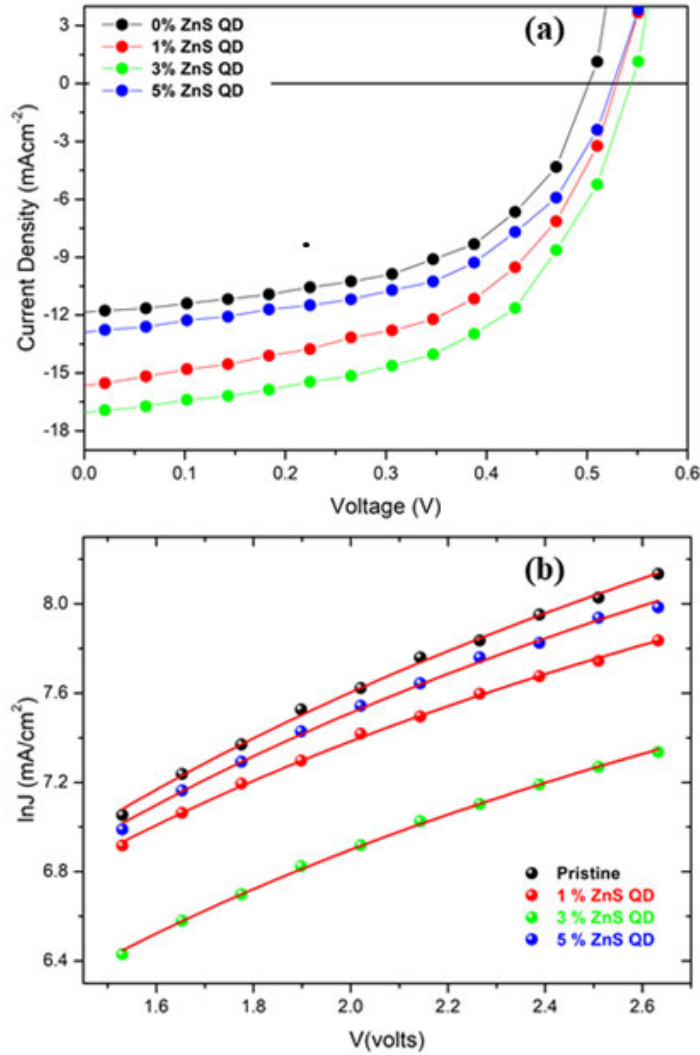 (a)
0% ZnS QD
1% ZnS QD
3% ZnS QD
5% ZnS QD
3
0
-3
-6
-9
-12
-15
-18
Current Density (mAcm⁻²)
0.0 0.1 0.2 0.3 0.4 0.5 0.6
Voltage (V)
(b)
8.0
7.6
7.2
6.8
6.4
lnJ (mA/cm²)
Pristine
1 % ZnS QD
3 % ZnS QD
5 % ZnS QD
1.6 1.8 2.0 2.2 2.4 2.6
V(volts)